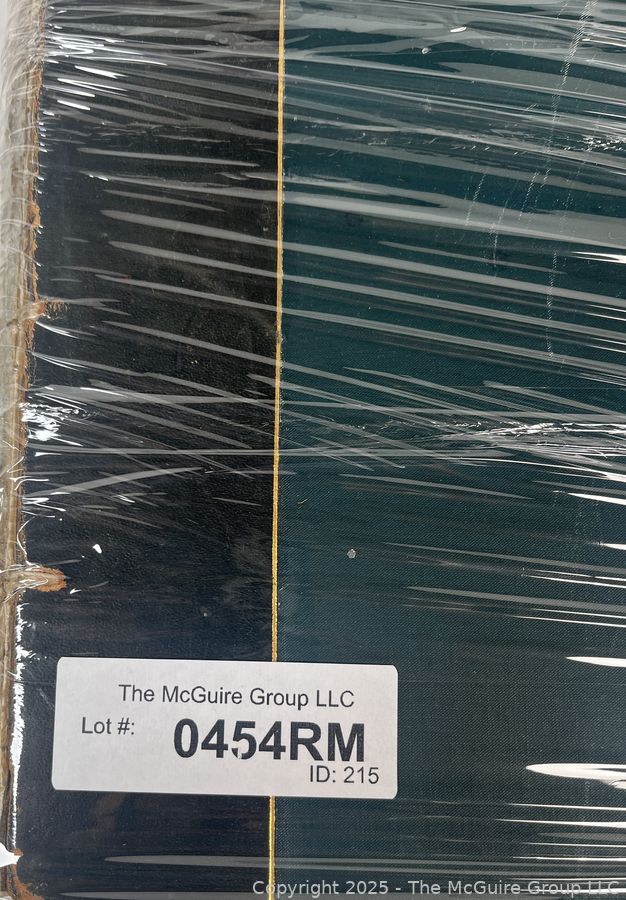 The McGuire Group LLC
Lot #: 0454RM
ID: 215
Copyright 2025 - The McGuire Group LLC